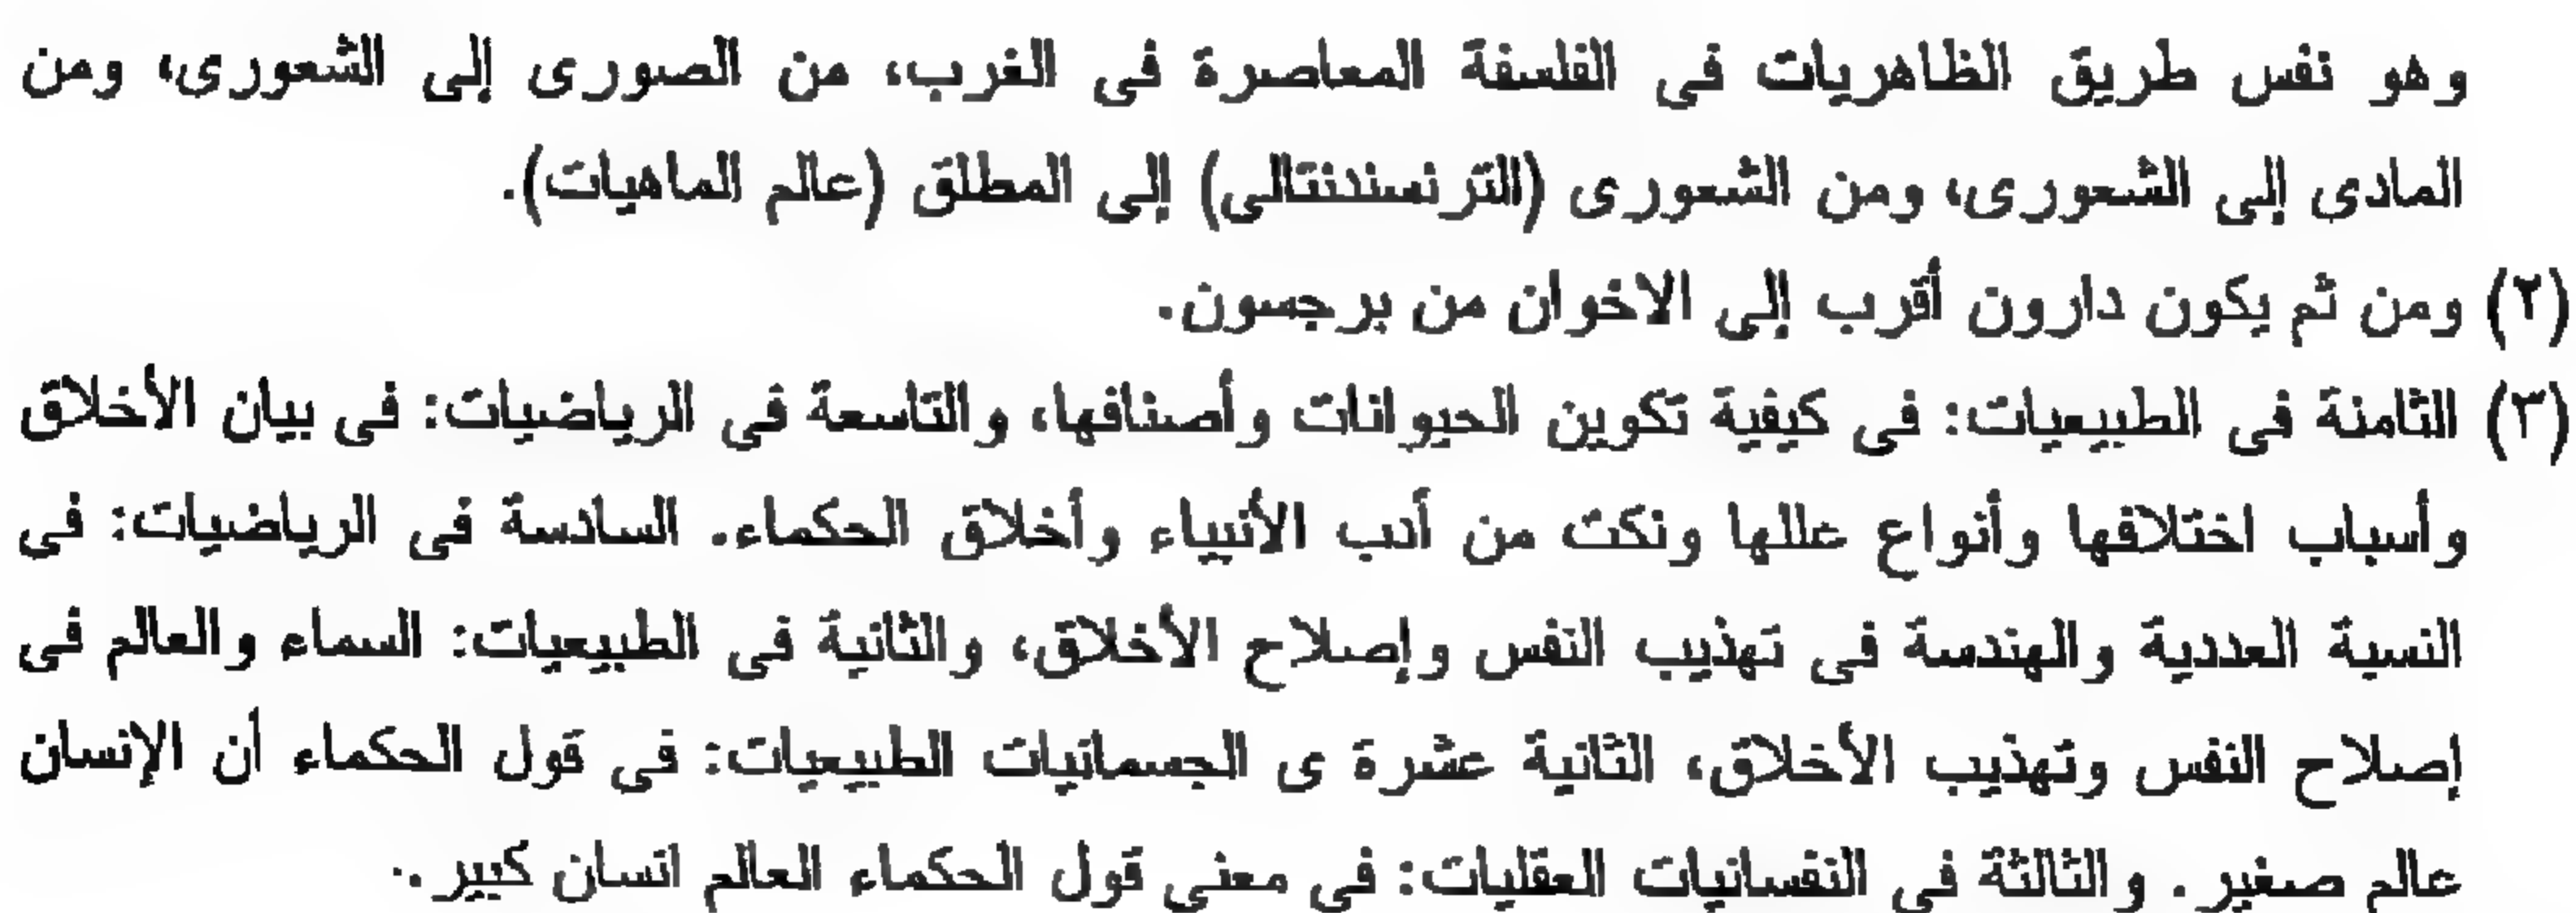 وهو نفس طريق الظاهريات فى الفلسفة المعاصرة فى الغرب، من الصورى إلى الشعورى، ومن
المادى إلى الشعورى، ومن الشعورى (الترنسندنتالى) إلى المطلق (عالم الماهيات).
(٢) ومن ثم يكون دارون أقرب إلى الاخوان من برجسون.
(٣) الثامنة فى الطبيعيات: فى كيفية تكوين الحيوانات وأصنافها، والتاسعة فى الرياضيات: فى بيان الأخلاق
وأسباب اختلافها وأنواع عللها ونكت من أدب الأنبياء وأخلاق الحكماء. السادسة فى الرياضيات: فى
النسبة العددية والهندسة فى تهذيب النفس وإصلاح الأخلاق، والثانية فى الطبيعيات: السماء والعالم فى
إصلاح النفس وتهذيب الأخلاق، الثانية عشرة ى الجسمانيات الطبيعيات: فى قول الحكماء أن الإنسان
عالم صغير. والثالثة فى النفسانيات العقليات: فى معنى قول الحكماء العالم انسان كبير.